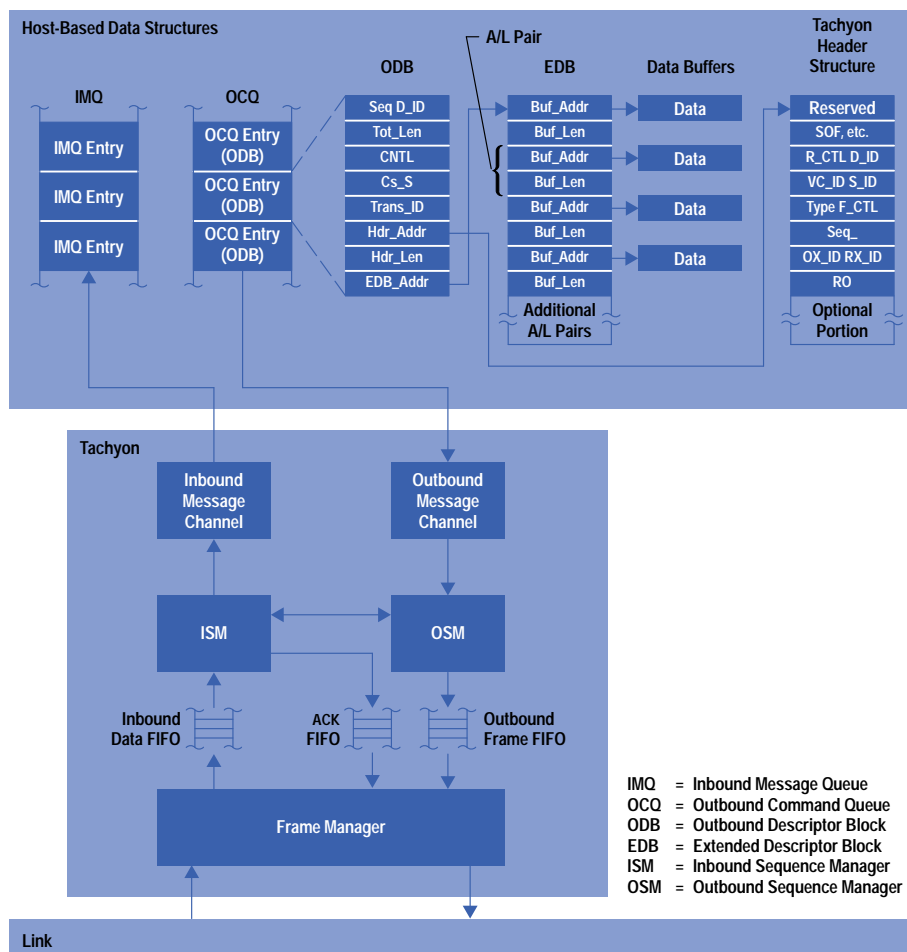 Host-Based Data Structures
A/L Pair
IMQ
OCQ
ODB
EDB
Data Buffers
Tachyon
Header
Structure
IMQ Entry
IMQ Entry
IMQ Entry
OCQ Entry
(ODB)
OCQ Entry
(ODB)
OCQ Entry
(ODB)
Seq D_ID
Tot_Len
CNTL
Cs_S
Trans_ID
Hdr_Addr
Hdr_Len
EDB_Addr
Buf_Addr
Buf_Len
Buf_Addr
Buf_Len
Buf_Addr
Buf_Len
Buf_Addr
Buf_Len
Additional
A/L Pairs
Data
Data
Data
Data
Reserved
SOF, etc.
R_CTL D_ID
VC_ID S_ID
Type F_CTL
Seq_
OX_ID RX_ID
RO
Optional
Portion
Tachyon
Inbound
Message
Channel
Outbound
Message
Channel
ISM
OSM
Inbound
Data FIFO
ACK
FIFO
Outbound
Frame FIFO
Frame Manager
IMQ = Inbound Message Queue
OCQ = Outbound Command Queue
ODB = Outbound Descriptor Block
EDB = Extended Descriptor Block
ISM = Inbound Sequence Manager
OSM = Outbound Sequence Manager
Link